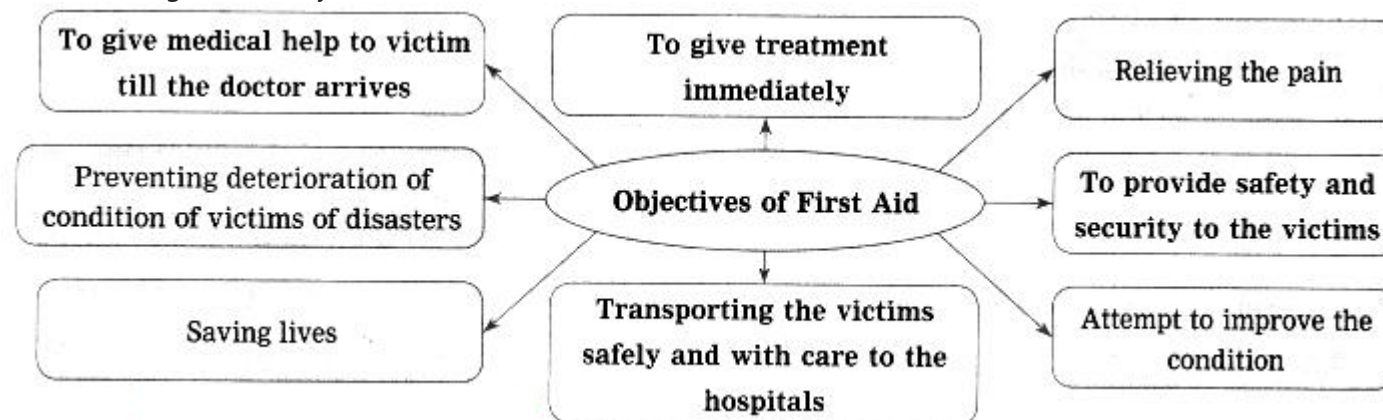 To give medical help to victim
till the doctor arrives
To give treatment
immediately
Relieving the pain
Preventing deterioration of
condition of victims of disasters
Objectives of First Aid
To provide safety and
security to the victims
Saving lives
Transporting the victims
safely and with care to the
hospitals
Attempt to improve the
condition